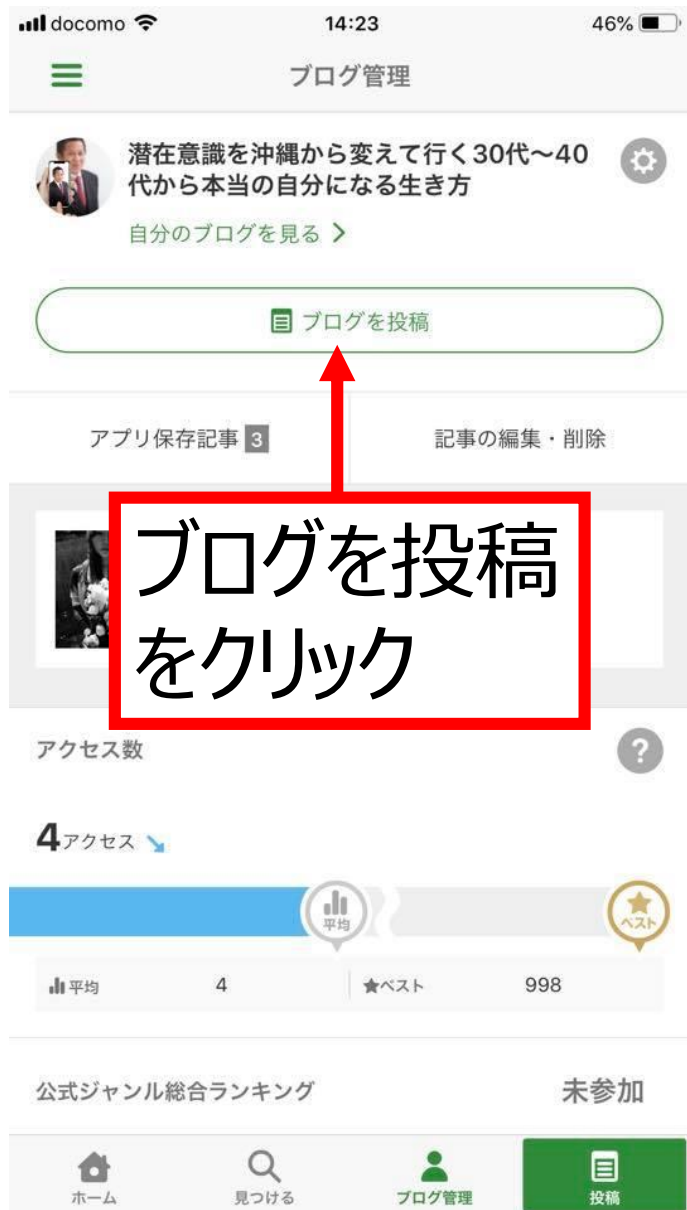 docomo 14:23 46%
ブログ管理
潜在意識を沖縄から変えて行く30代〜40
代から本当の自分になる生き方
自分のブログを見る
ブログを投稿
アプリ保存記事 3 記事の編集・削除
ブログを投稿
をクリック
アクセス数 ?
4アクセス
平均 ベスト
平均 4 ベスト 998
公式ジャンル総合ランキング 未参加
ホーム 見つける ブログ管理 投稿